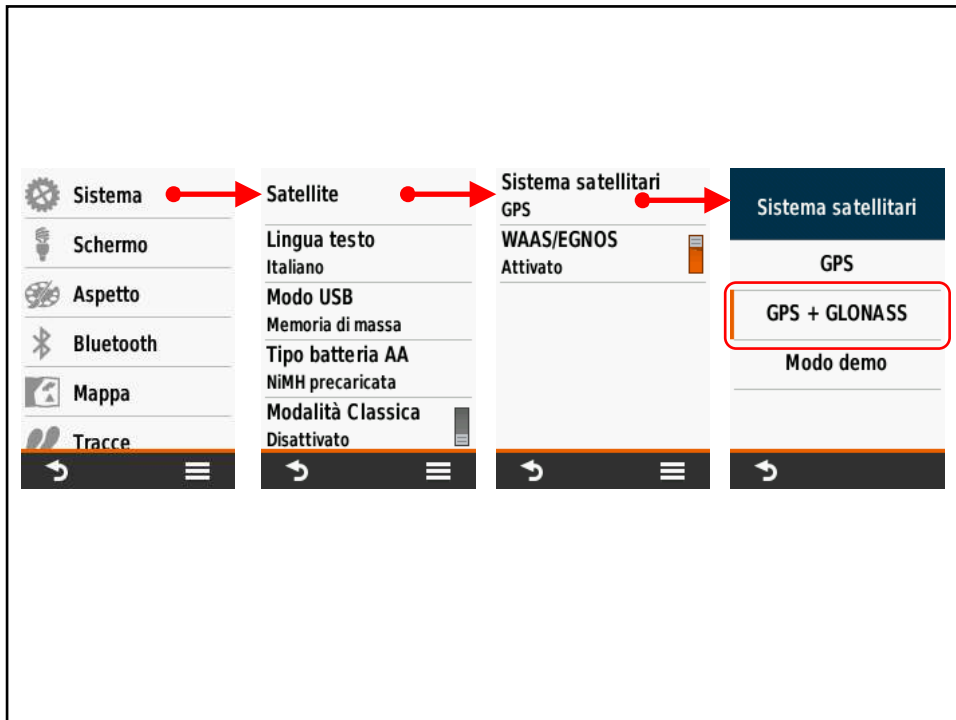 Sistema
Schermo
Aspetto
Bluetooth
Mappa
Tracce
Satellite
Lingua testo
Italiano
Modo USB
Memoria di massa
Tipo batteria AA
NiMH precaricata
Modalità Classica
Disattivato
Sistema satellitari
GPS
WAAS/EGNOS
Attivato
Sistema satellitari
GPS
GPS + GLONASS
Modo demo